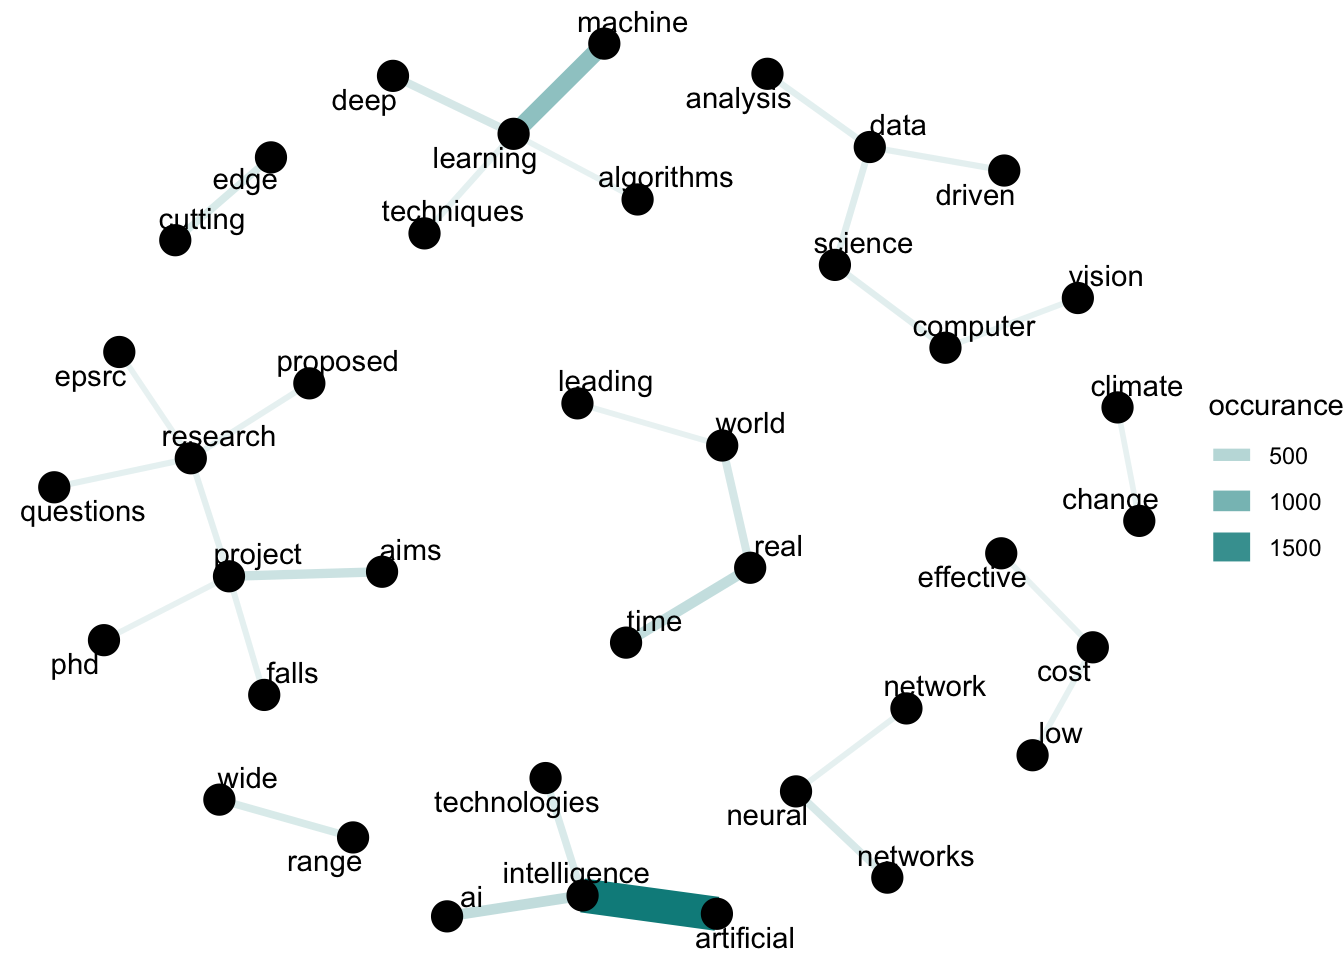 machine
deep
analysis
data
learning
edge
algorithms
driven
techniques
cutting
science
vision
computer
epsrc
proposed
leading
climate
occurance
world
research
500
change
1000
questions
project
aims
real
1500
effective
time
phd
falls
cost
network
low
wide
technologies
neural
range
networks
intelligence
ai
artificial